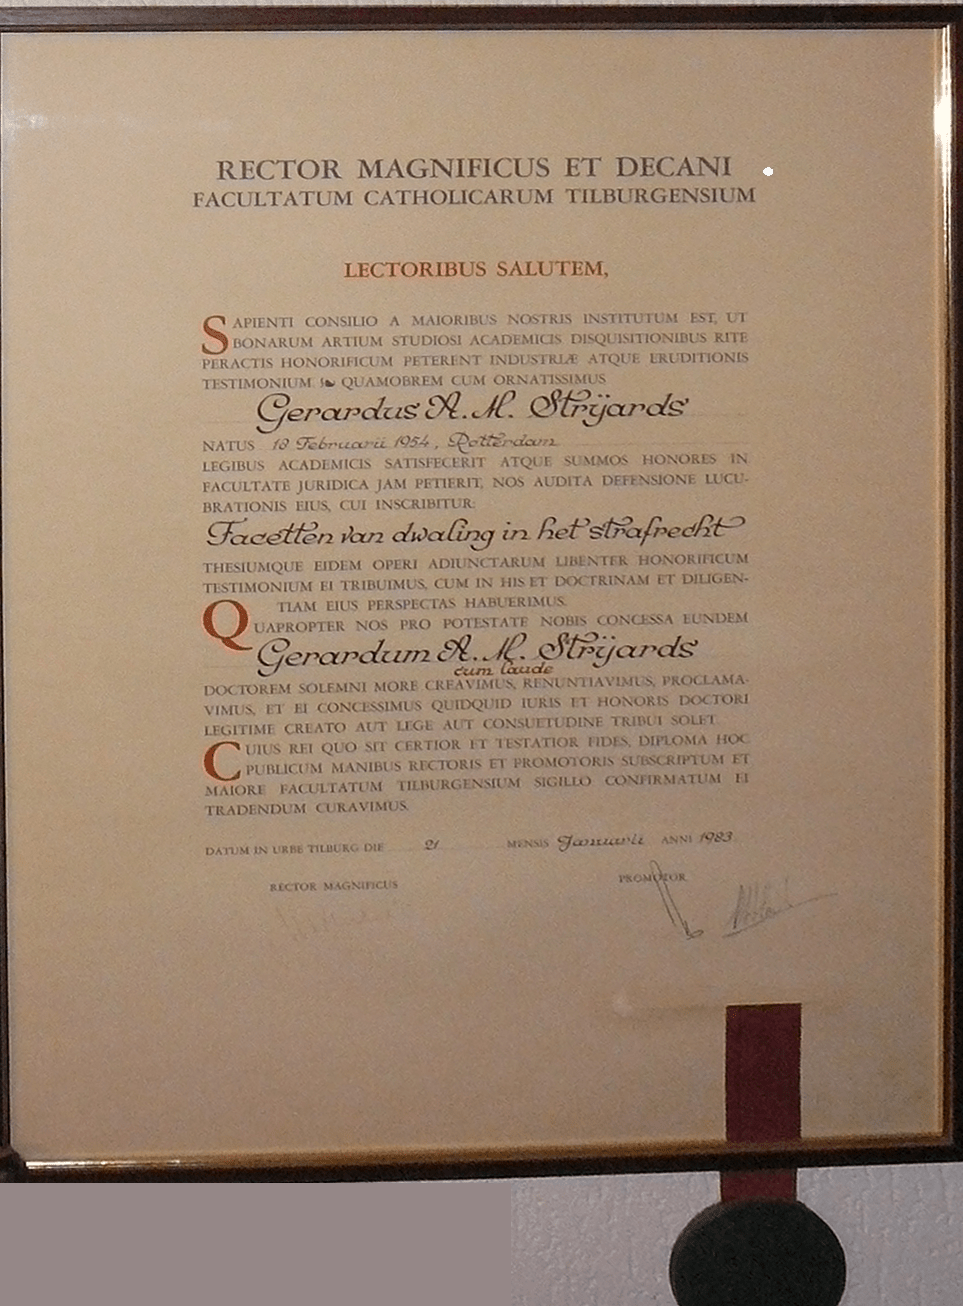 RECTOR MAGNIFICUS ET DECANI
FACULTATUM CATHOLICARUM TILBURGENSIUM
LECTORIBUS SALUTEM,
SAPIENTI CONSILIO A MAIORIBUS NOSTRIS INSTITUTUM EST, UT
BONARUM ARTIUM STUDIOSI ACADEMICIS DISQUISITIONIBUS RITE
PERACTIS HONORIFICUM PETERENT INDUSTRIÆ ATQUE ERUDITIONIS
TESTIMONIUM ❧ QUAMOBREM CUM ORNATISSIMUS
Gerardus A. M. Strijards
NATUS 18 Februarii 1954, Rotterdam
LEGIBUS ACADEMICIS SATISFECERIT ATQUE SUMMOS HONORES IN
FACULTATE JURIDICA JAM PETIERIT, NOS AUDITA DEFENSIONE LUCU-
BRATIONIS EIUS, CUI INSCRIBITUR:
Facetten van dwaling in het strafrecht
THESIUMQUE EIDEM OPERI ADIUNCTARUM LIBENTER HONORIFICUM
TESTIMONIUM EI TRIBUIMUS, CUM IN HIS ET DOCTRINAM ET DILIGEN-
TIAM EIUS PERSPECTAS HABUERIMUS.
QUAPROPTER NOS PRO POTESTATE NOBIS CONCESSA EUNDEM
Gerardum A. M. Strijards
cum laude
DOCTOREM SOLEMNI MORE CREAVIMUS, RENUNTIAVIMUS, PROCLAMA-
VIMUS, ET EI CONCESSIMUS QUIDQUID IURIS ET HONORIS DOCTORI
LEGITIME CREATO AUT LEGE AUT CONSUETUDINE TRIBUI SOLET
CUIUS REI QUO SIT CERTIOR ET TESTATIOR FIDES, DIPLOMA HOC
PUBLICUM MANIBUS RECTORIS ET PROMOTORIS SUBSCRIPTUM ET
MAIORE FACULTATUM TILBURGENSIUM SIGILLO CONFIRMATUM EI
TRADENDUM CURAVIMUS.
DATUM IN URBE TILBURG DIE 21 MENSIS Januarii ANNI 1983
RECTOR MAGNIFICUS PROMOTOR